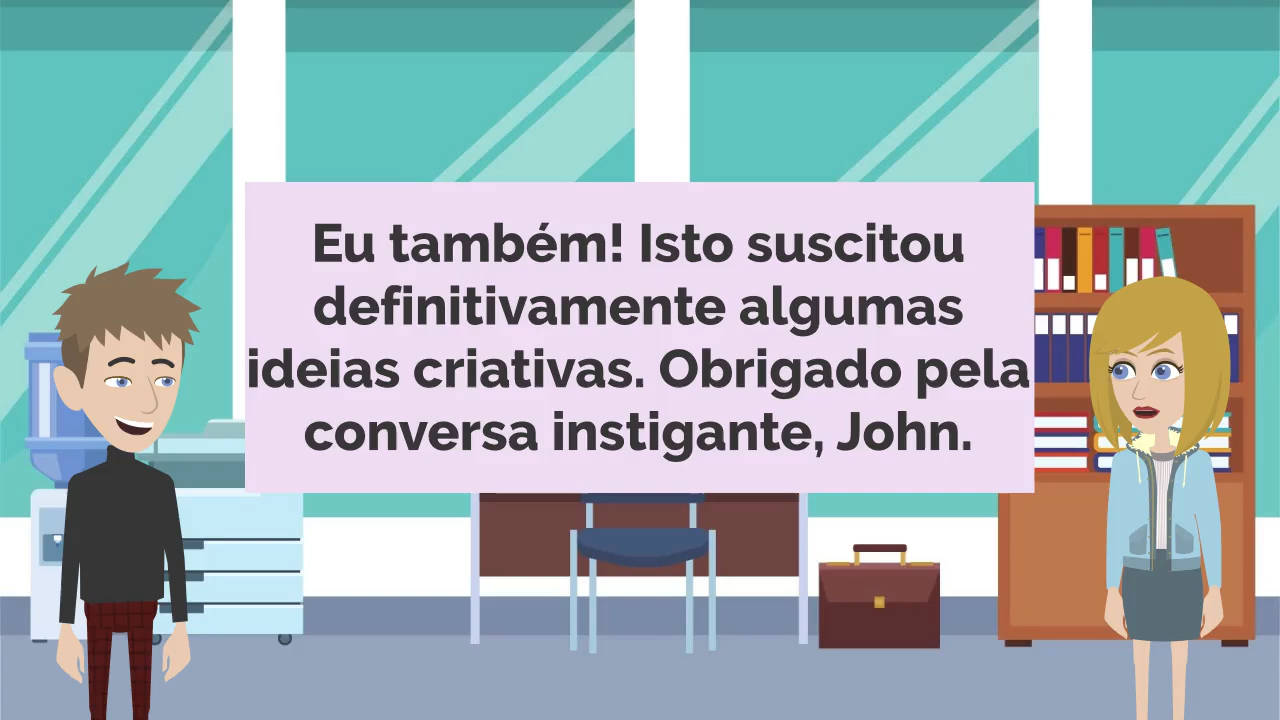 Eu também! Isto suscitou
definitivamente algumas
ideias criativas. Obrigado pela
conversa instigante, John.